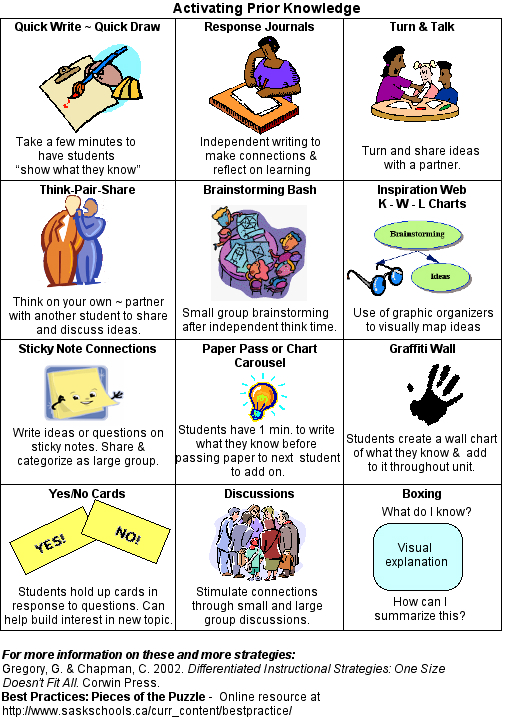 Activating Prior Knowledge
Quick Write ~ Quick Draw
Take a few minutes to
have students
“show what they know”
Response Journals
Independent writing to
make connections &
reflect on learning
Turn & Talk
Turn and share ideas
with a partner.
Think-Pair-Share
Think on your own ~ partner
with another student to share
and discuss ideas.
Brainstorming Bash
Small group brainstorming
after independent think time.
Inspiration Web
K - W - L Charts
Brainstorming
Ideas
Use of graphic organizers
to visually map ideas
Sticky Note Connections
Write ideas or questions on
sticky notes. Share &
categorize as large group.
Paper Pass or Chart
Carousel
Students have 1 min. to write
what they know before
passing paper to next student
to add on.
Graffiti Wall
Students create a wall chart
of what they know & add
to it throughout unit.
Yes/No Cards
YES!
NO!
Students hold up cards in
response to questions. Can
help build interest in new topic.
Discussions
Stimulate connections
through small and large
group discussions.
Boxing
What do I know?
Visual
explanation
How can I
summarize this?
For more information on these and more strategies:
Gregory, G. & Chapman, C. 2002. Differentiated Instructional Strategies: One Size
Doesn't Fit All. Corwin Press.
Best Practices: Pieces of the Puzzle - Online resource at
http://www.saskschools.ca/curr_content/bestpractice/